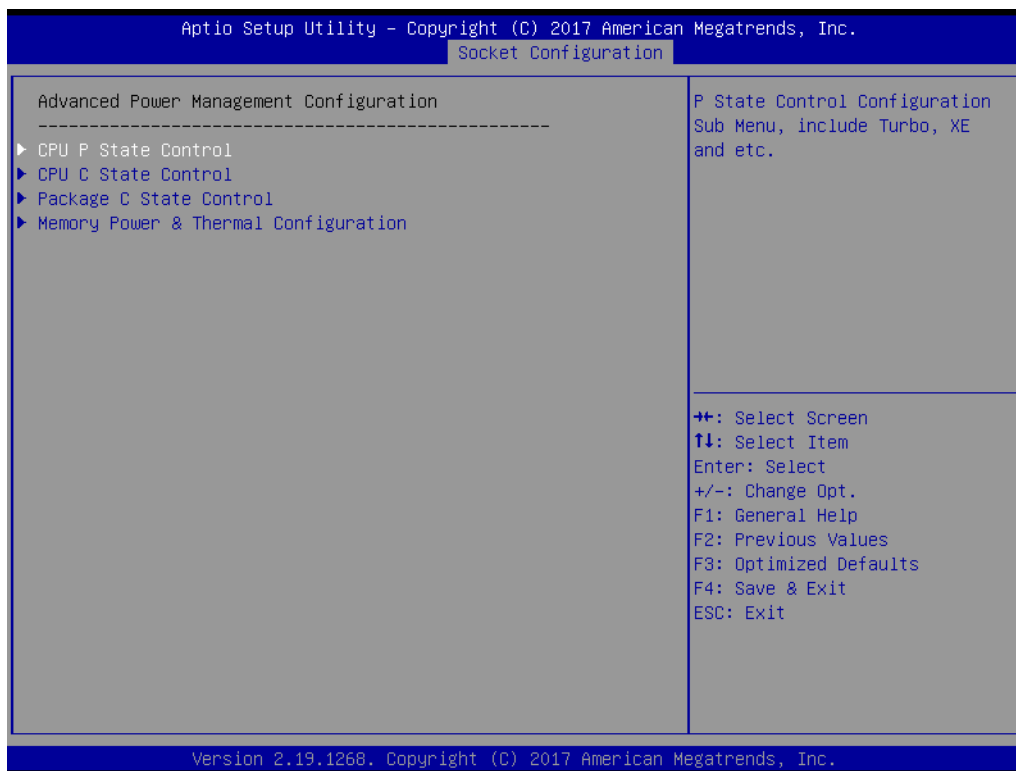 Aptio Setup Utility – Copyright (C) 2017 American Megatrends, Inc.
Socket Configuration
Advanced Power Management Configuration
--------------------------------------------------
▶ CPU P State Control
▶ CPU C State Control
▶ Package C State Control
▶ Memory Power & Thermal Configuration
P State Control Configuration
Sub Menu, include Turbo, XE
and etc.
→←: Select Screen
↑↓: Select Item
Enter: Select
+/-: Change Opt.
F1: General Help
F2: Previous Values
F3: Optimized Defaults
F4: Save & Exit
ESC: Exit
Version 2.19.1268. Copyright (C) 2017 American Megatrends, Inc.